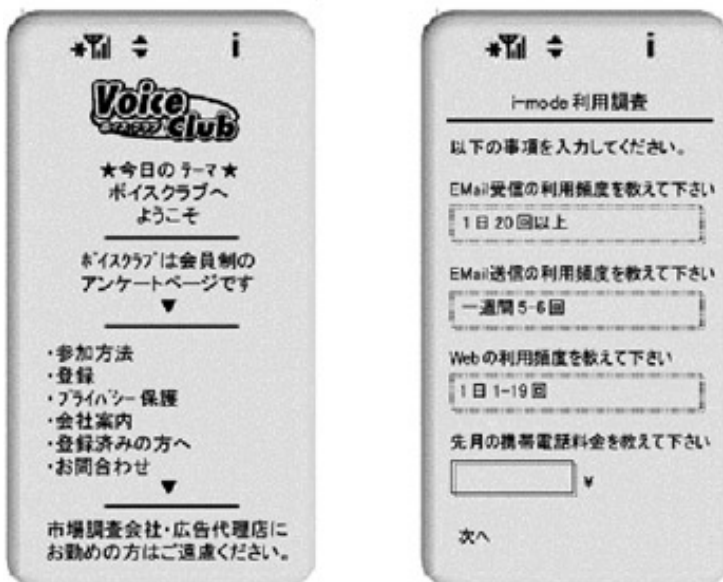 i
Voice
ボイスクラブ
Club
★今日のテーマ★
ボイスクラブへ
ようこそ
ボイスクラブは会員制の
アンケートページです
▼
・参加方法
・登録
・プライバシー保護
・会社案内
・登録済みの方へ
・お問合わせ
▼
市場調査会社・広告代理店に
お勤めの方はご遠慮ください。
i
i-mode利用調査
以下の事項を入力してください。
EMail受信の利用頻度を教えて下さい
1日20回以上
EMail送信の利用頻度を教えて下さい
一週間5-6回
Webの利用頻度を教えて下さい
1日1-19回
先月の携帯電話料金を教えて下さい
¥
次へ